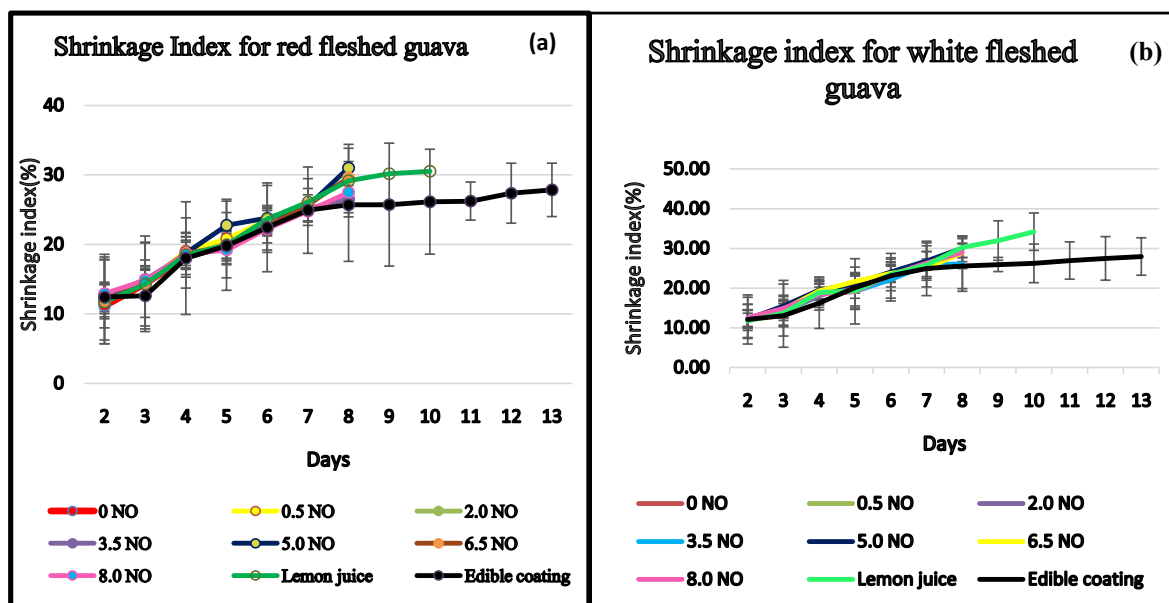 Shrinkage Index for red fleshed guava
(a)
Shrinkage index(%)
40
30
20
10
0
2 3 4 5 6 7 8 9 10 11 12 13
Days
0 NO 0.5 NO 2.0 NO
3.5 NO 5.0 NO 6.5 NO
8.0 NO Lemon juice Edible coating
Shrinkage index for white fleshed
guava
(b)
Shrinkage index(%)
50.00
40.00
30.00
20.00
10.00
0.00
2 3 4 5 6 7 8 9 10 11 12 13
Days
0 NO 0.5 NO 2.0 NO
3.5 NO 5.0 NO 6.5 NO
8.0 NO Lemon juice Edible coating